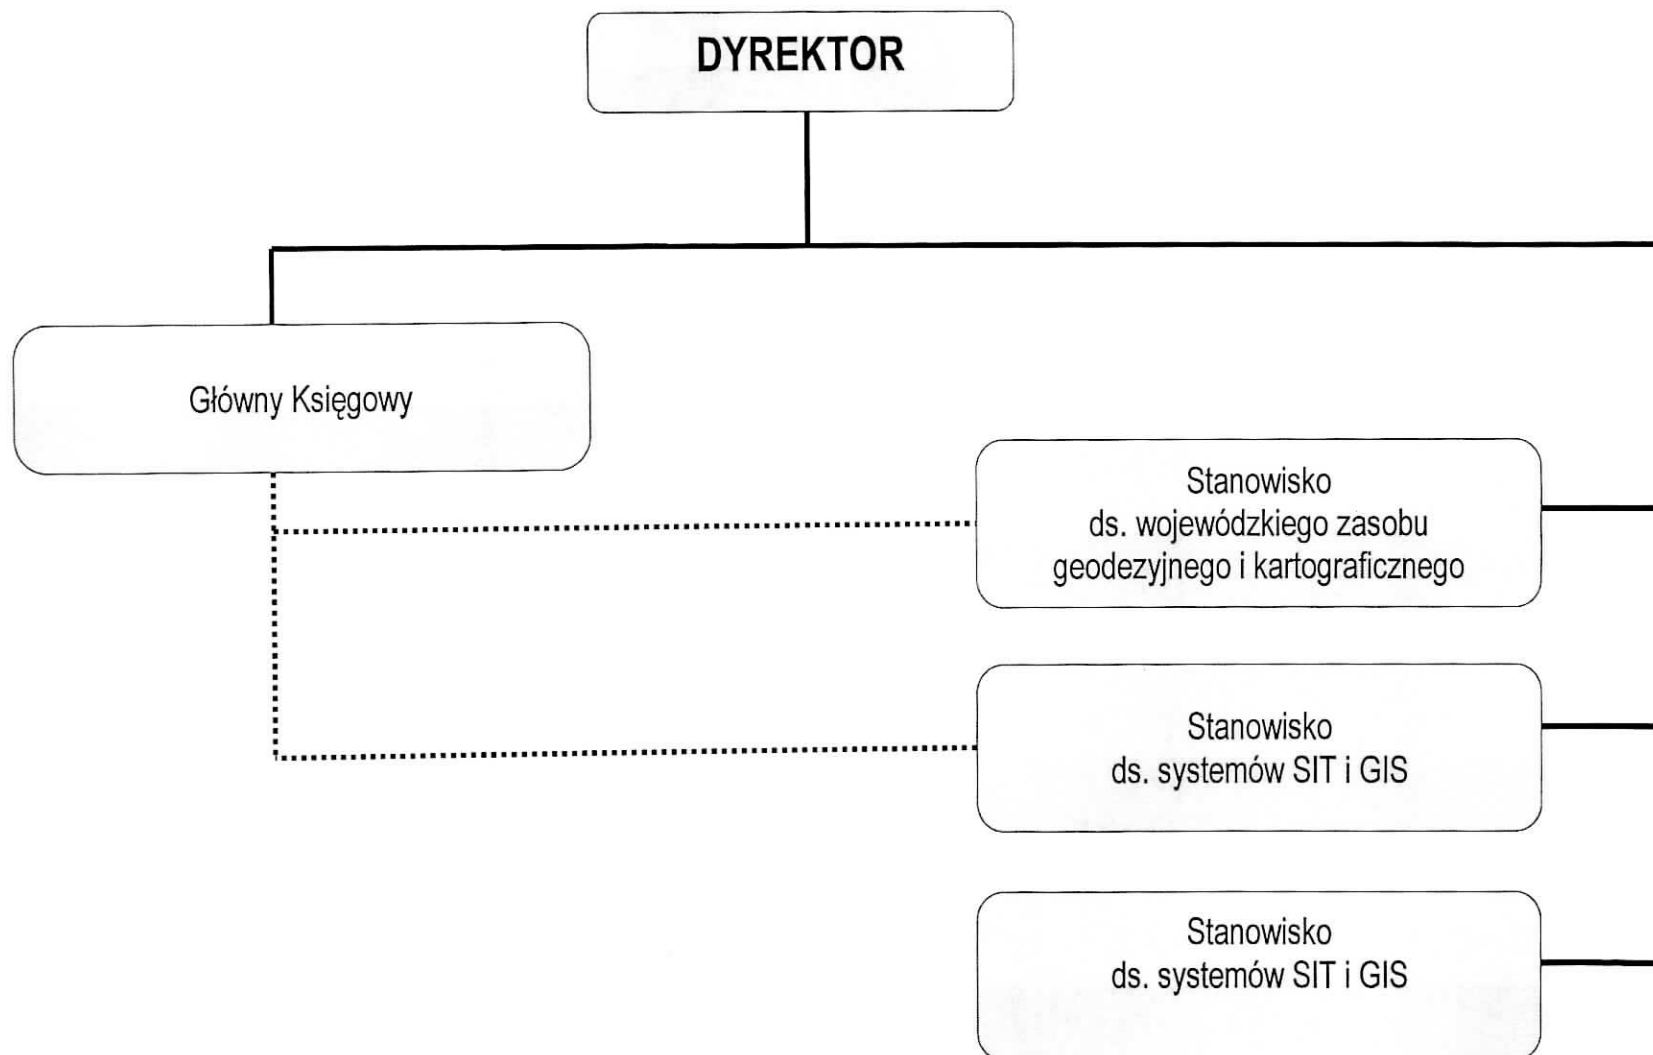 DYREKTOR
Główny Księgowy
Stanowisko
ds. wojewódzkiego zasobu
geodezyjnego i kartograficznego
Stanowisko
ds. systemów SIT i GIS
Stanowisko
ds. systemów SIT i GIS